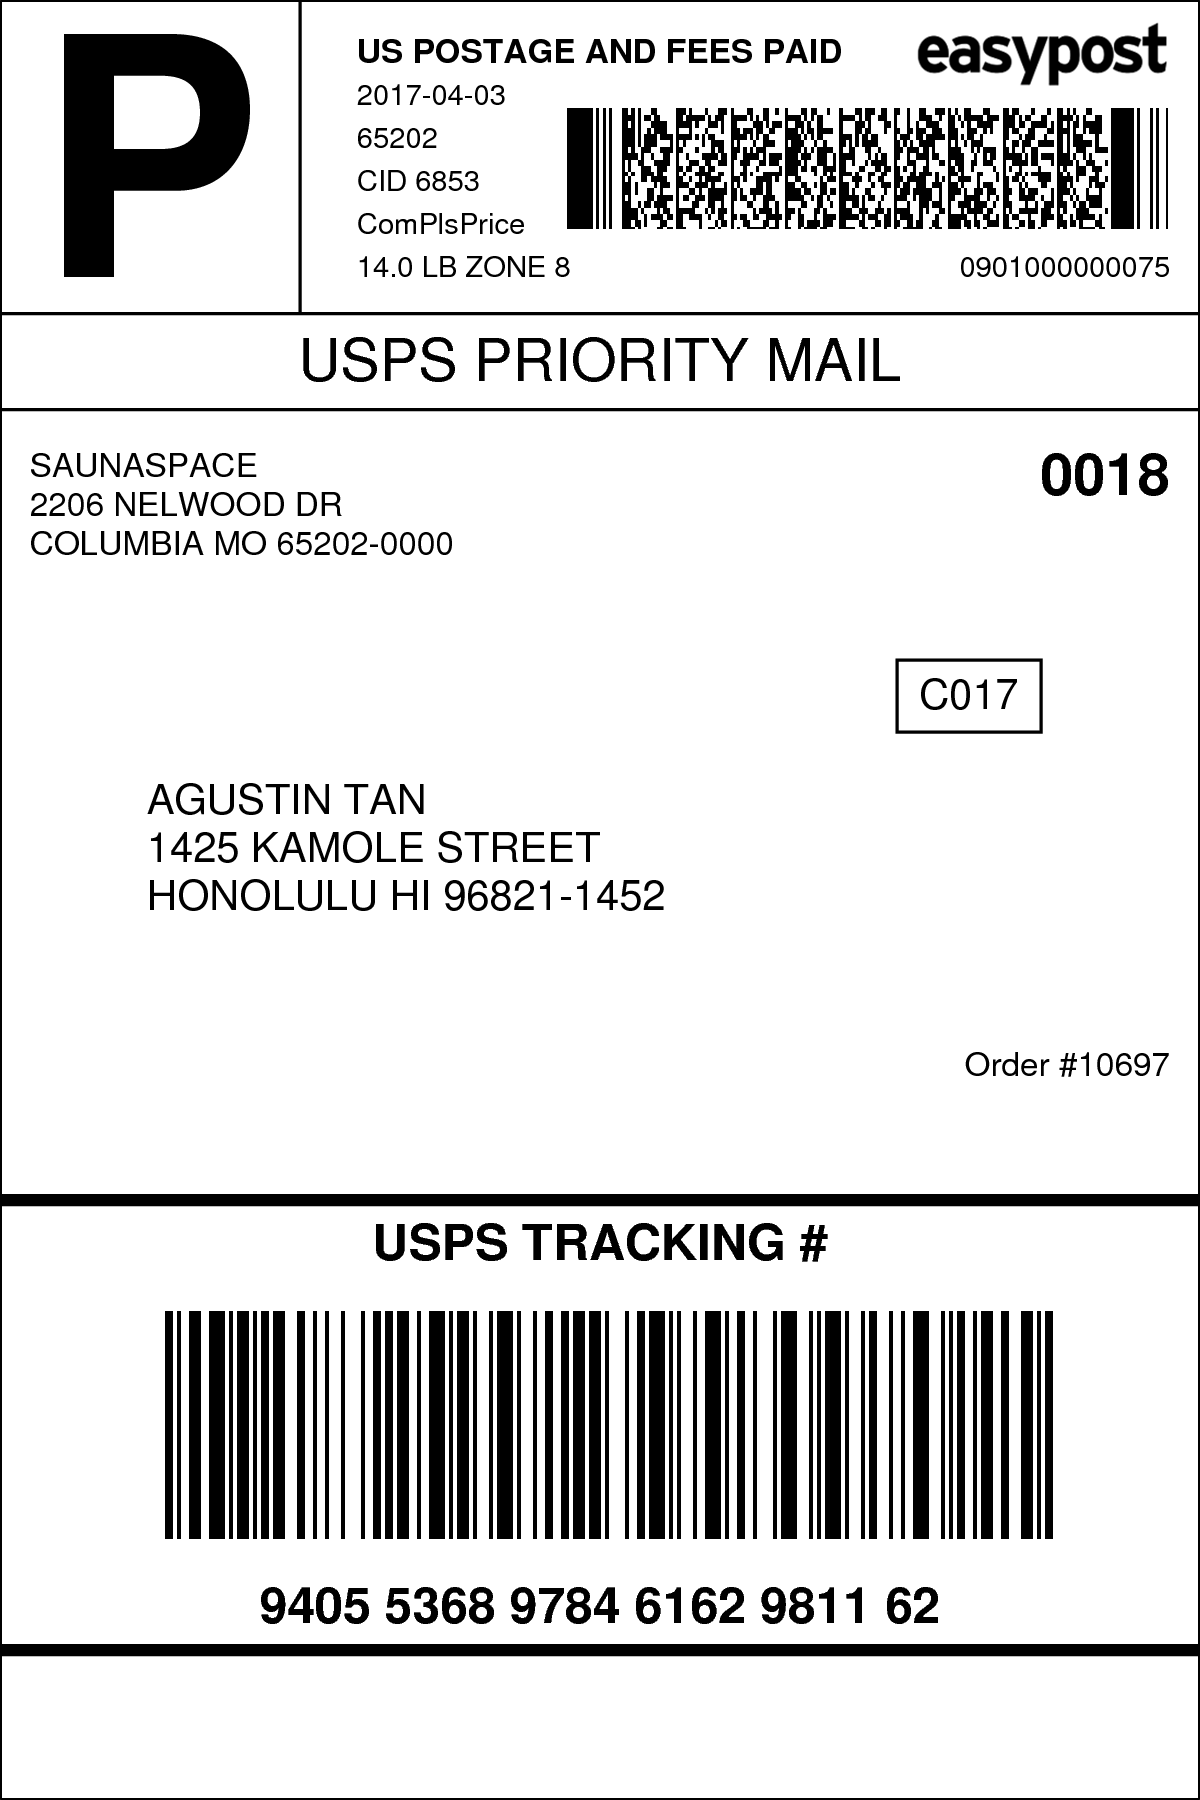 P
US POSTAGE AND FEES PAID
easypost
2017-04-03
65202
CID 6853
ComPlsPrice
14.0 LB ZONE 8
0901000000075
USPS PRIORITY MAIL
SAUNASPACE
2206 NELWOOD DR
COLUMBIA MO 65202-0000
0018
C017
AGUSTIN TAN
1425 KAMOLE STREET
HONOLULU HI 96821-1452
Order #10697
USPS TRACKING #
9405 5368 9784 6162 9811 62